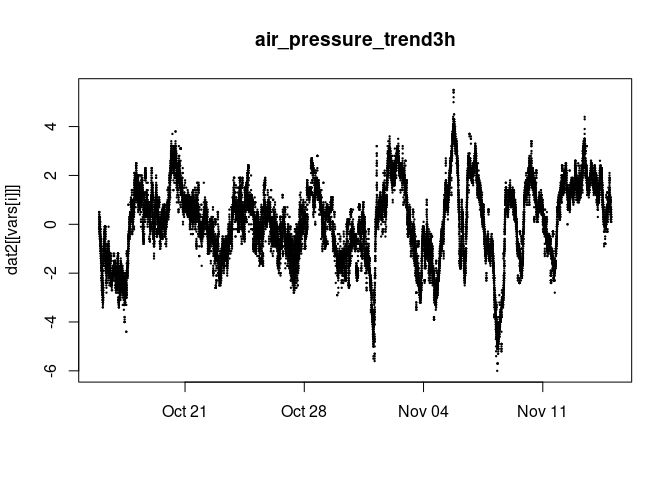 air_pressure_trend3h
dat2[[vars[i]]]
4
2
0
-2
-4
-6
Oct 21
Oct 28
Nov 04
Nov 11